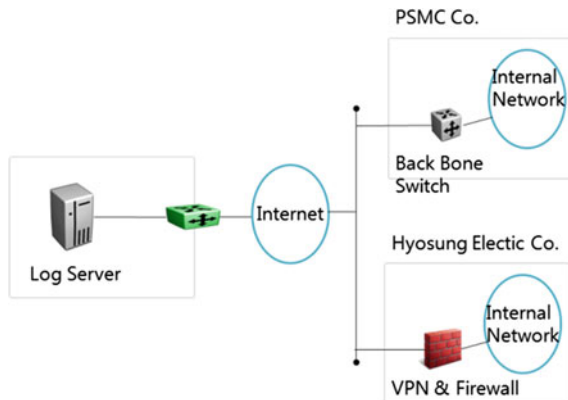 PSMC Co.
Internal
Network
Back Bone
Switch
Internet
Log Server
Hyosung Electic Co.
Internal
Network
VPN & Firewall